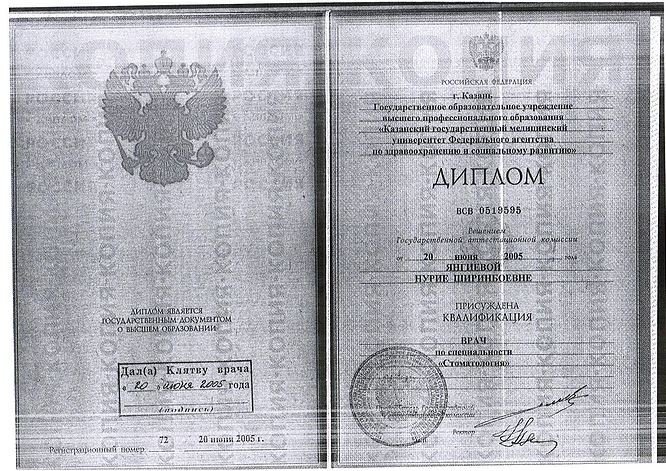 ДИПЛОМ ЯВЛЯЕТСЯ
ГОСУДАРСТВЕННЫМ ДОКУМЕНТОМ
О ВЫСШЕМ ОБРАЗОВАНИИ
Дал(а) Клятву врача
« 20 » июня 2005 года
(подпись)
Регистрационный номер 72 20 июня 2005 г.
КОПИЯ
РОССИЙСКАЯ ФЕДЕРАЦИЯ
г. Казань
Государственное образовательное учреждение
высшего профессионального образования
«Казанский государственный медицинский
университет Федерального агентства
по здравоохранению и социальному развитию»
ДИПЛОМ
ВСВ 0519595
Решением
Государственной аттестационной комиссии
от 20 июня 2005 года
ЯНГИЕВОЙ
НУРИЕ ШИРИНБОЕВНЕ
ПРИСУЖДЕНА
КВАЛИФИКАЦИЯ
ВРАЧ
по специальности
«Стоматология»
Ректор